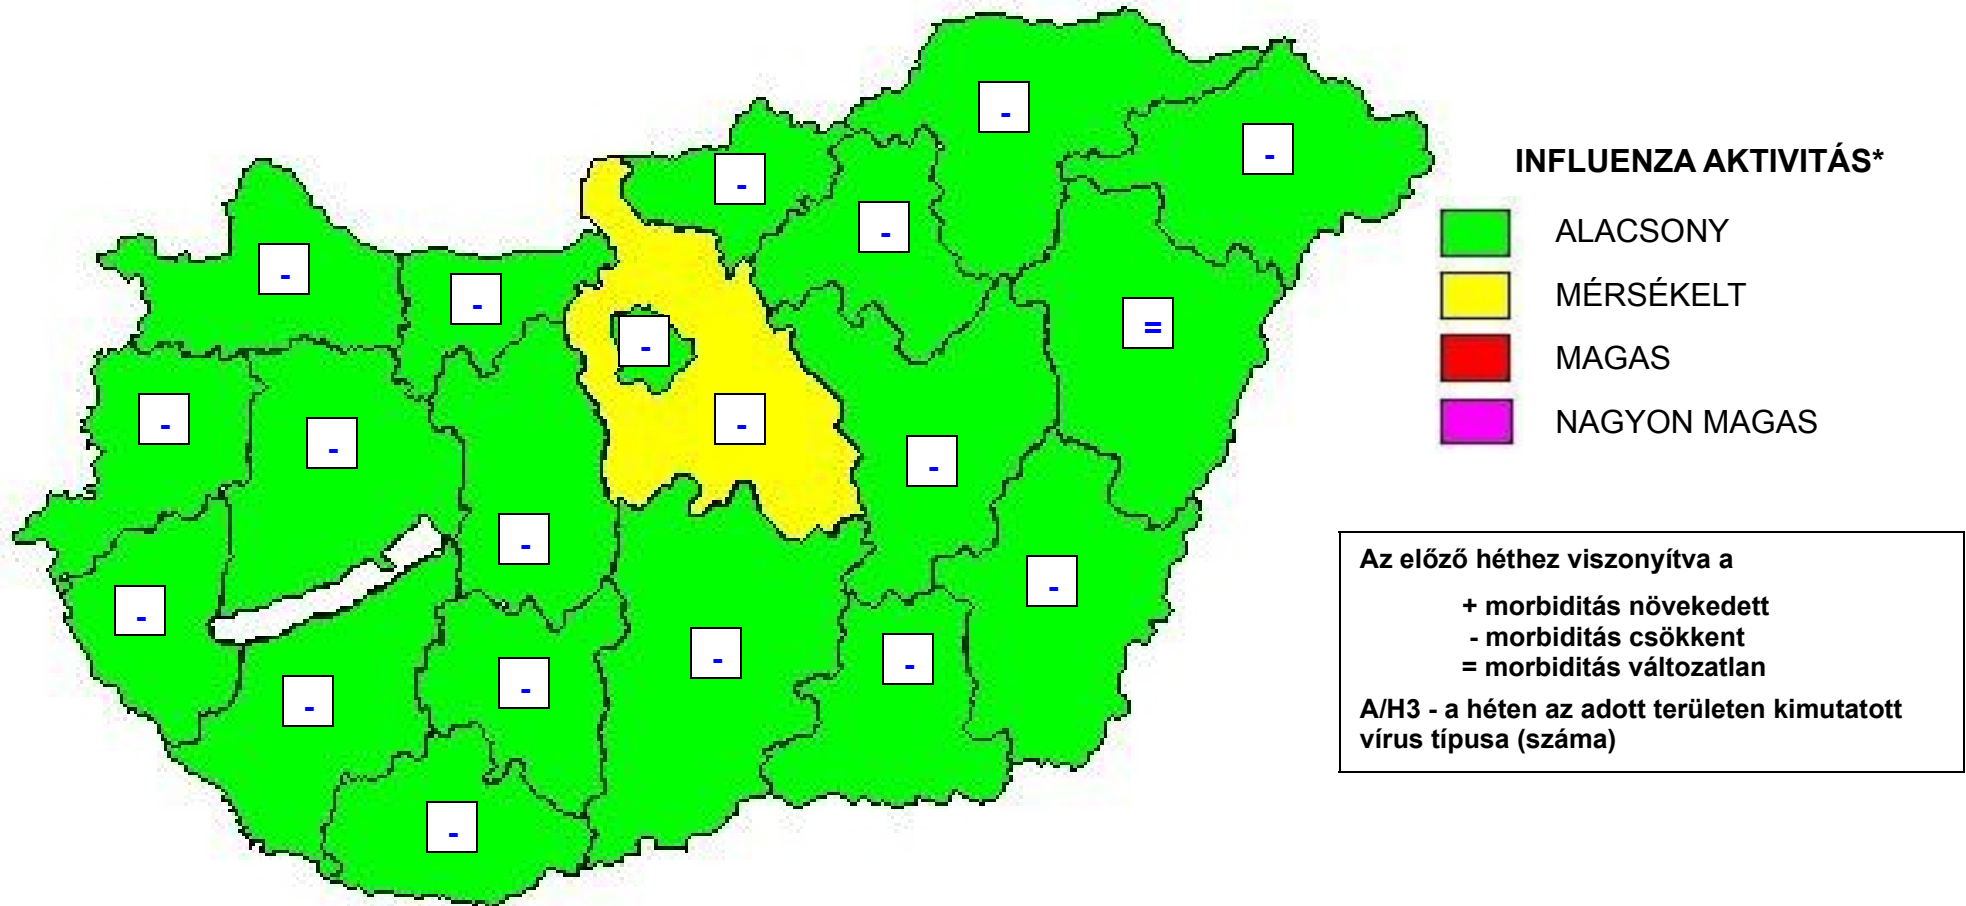 -
-
-
-
-
-
-
=
-
-
-
-
-
-
-
-
-
-
-
-
INFLUENZA AKTIVITÁS*
ALACSONY
MÉRSÉKELT
MAGAS
NAGYON MAGAS
Az előző héthez viszonyítva a
+ morbiditás növekedett
- morbiditás csökkent
= morbiditás változatlan
A/H3 - a héten az adott területen kimutatott
vírus típusa (száma)